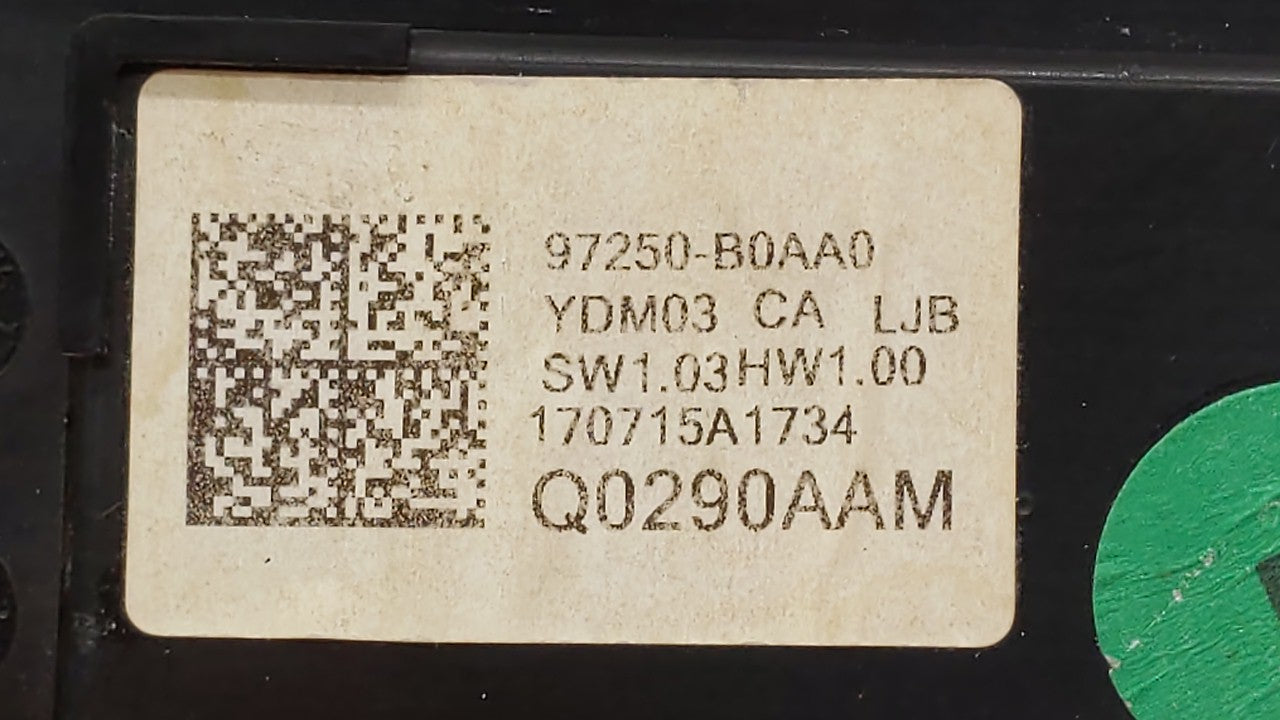 97250-B0AA0
YDM03 CA LJB
SW1.03HW1.00
170715A1734
Q0290AAM